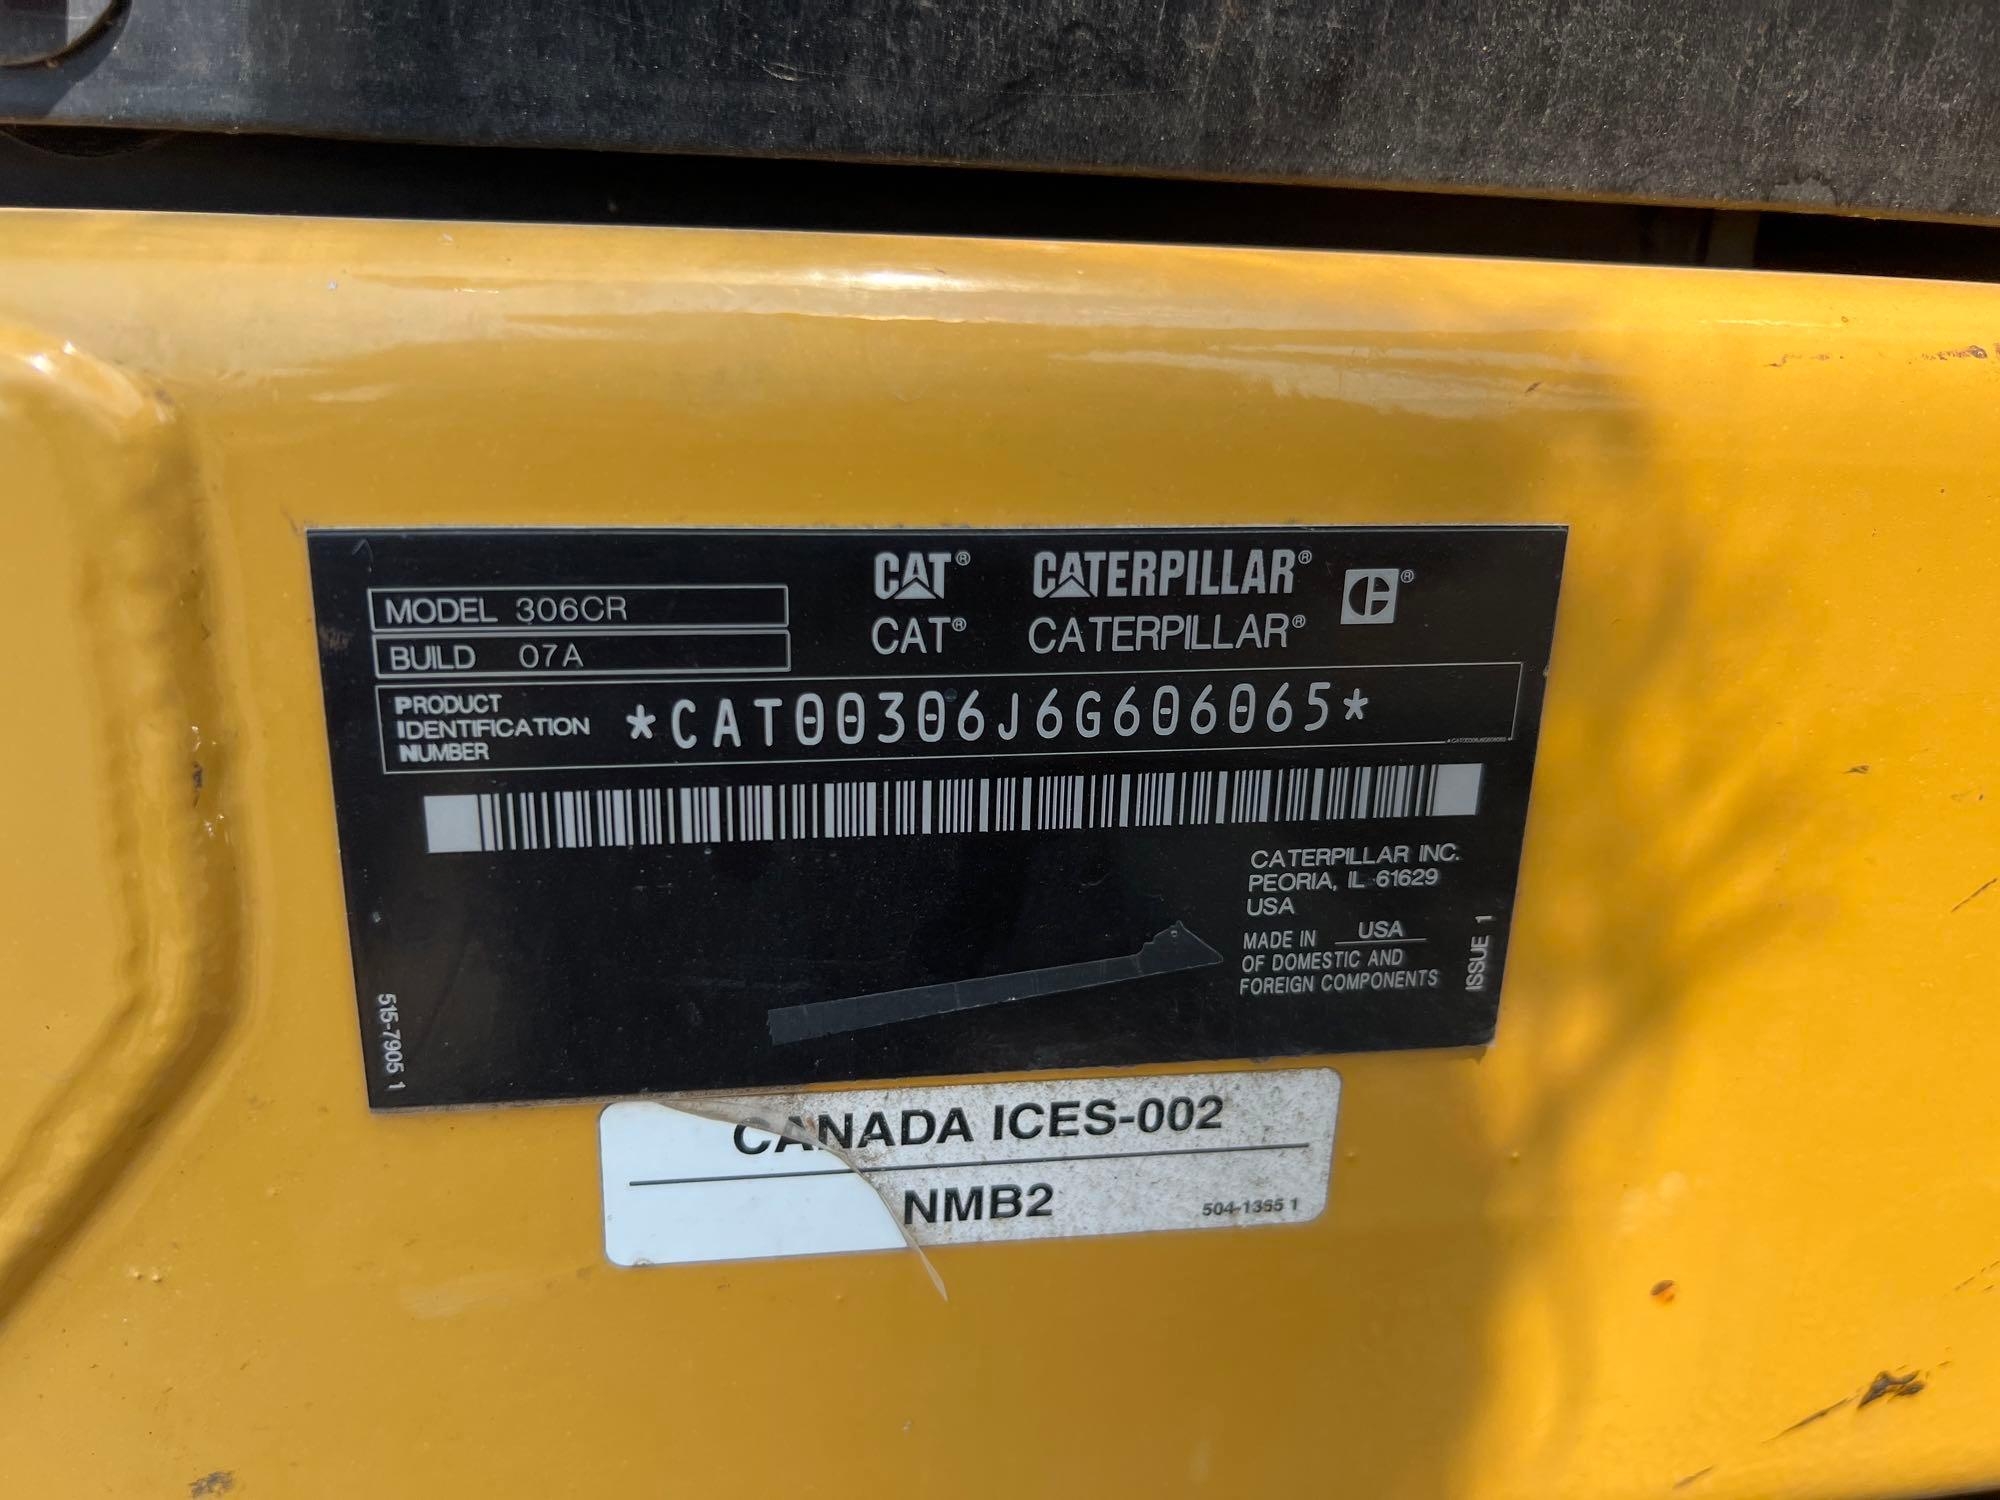 CAT® CATERPILLAR®
CAT® CATERPILLAR®
MODEL 306CR
BUILD 07A
PRODUCT
IDENTIFICATION
NUMBER
*CAT00306J6G606065*
CATERPILLAR INC.
PEORIA, IL 61629
USA
MADE IN USA
OF DOMESTIC AND
FOREIGN COMPONENTS
ISSUE 1
515-7905 1
CANADA ICES-002
NMB2
504-1365 1